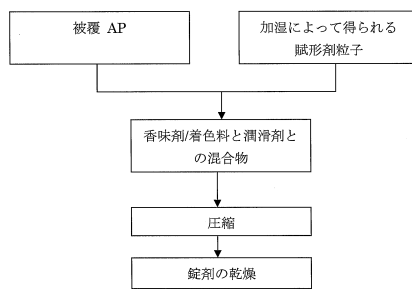 被覆 AP
加湿によって得られる
賦形剤粒子
香味剤/着色料と潤滑剤と
の混合物
圧縮
錠剤の乾燥